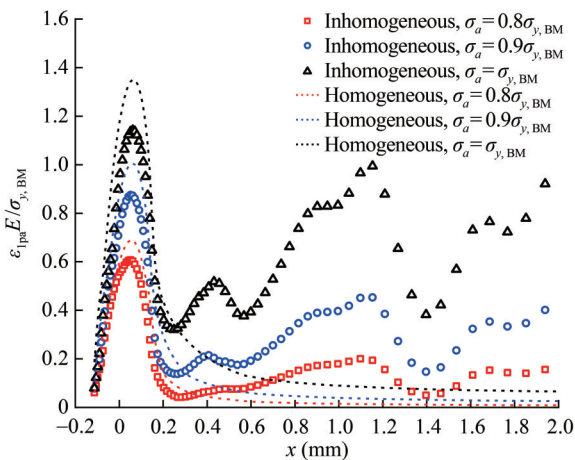 1.6
1.4
1.2
1.0
0.8
0.6
0.4
0.2
0
ε1paE/σy, BM
Inhomogeneous, σa = 0.8σy, BM
Inhomogeneous, σa = 0.9σy, BM
Inhomogeneous, σa = σy, BM
Homogeneous, σa = 0.8σy, BM
Homogeneous, σa = 0.9σy, BM
Homogeneous, σa = σy, BM
−0.2 0 0.2 0.4 0.6 0.8 1.0 1.2 1.4 1.6 1.8 2.0
x (mm)